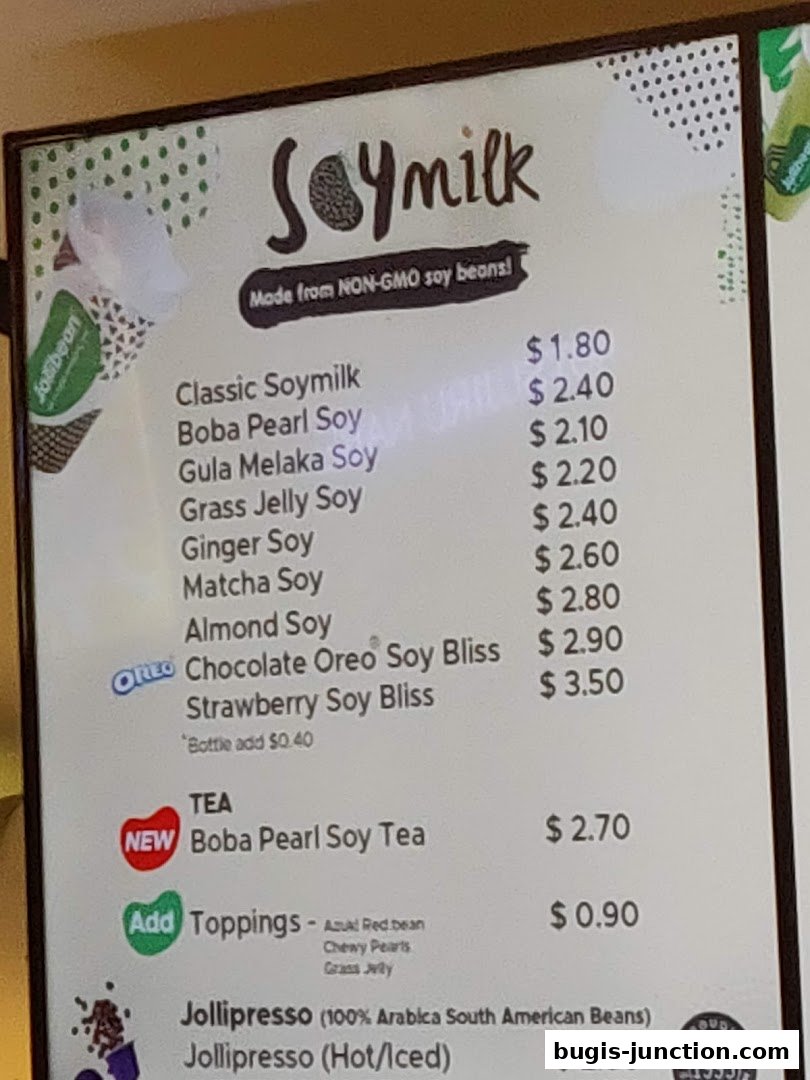 Soymilk
Made from NON-GMO soy beans!
Jollibean
Classic Soymilk $ 1.80
Boba Pearl Soy $ 2.40
Gula Melaka Soy $ 2.10
Grass Jelly Soy $ 2.20
Ginger Soy $ 2.40
Matcha Soy $ 2.60
Almond Soy $ 2.80
OREO Chocolate Oreo® Soy Bliss $ 2.90
Strawberry Soy Bliss $ 3.50
*Bottle add $0.40
TEA
NEW Boba Pearl Soy Tea $ 2.70
Add Toppings - Azuki Red bean $ 0.90
Chewy Pearls
Grass Jelly
Jollipresso (100% Arabica South American Beans)
Jollipresso (Hot/Iced)
bugis-junction.com